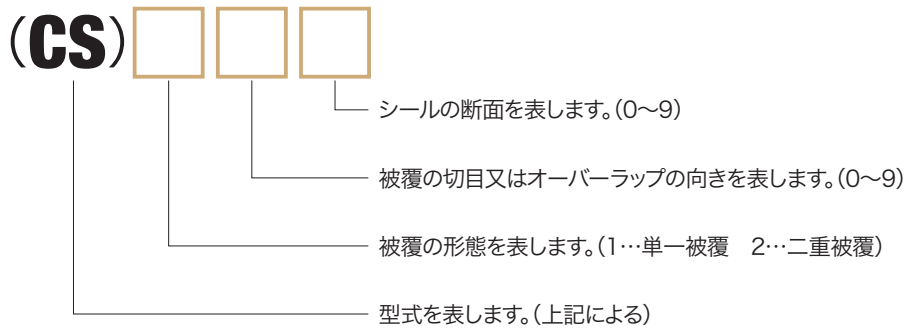 (CS)
シールの断面を表します。(0〜9)
被覆の切目又はオーバーラップの向きを表します。(0〜9)
被覆の形態を表します。(1…単一被覆　2…二重被覆)
型式を表します。(上記による)